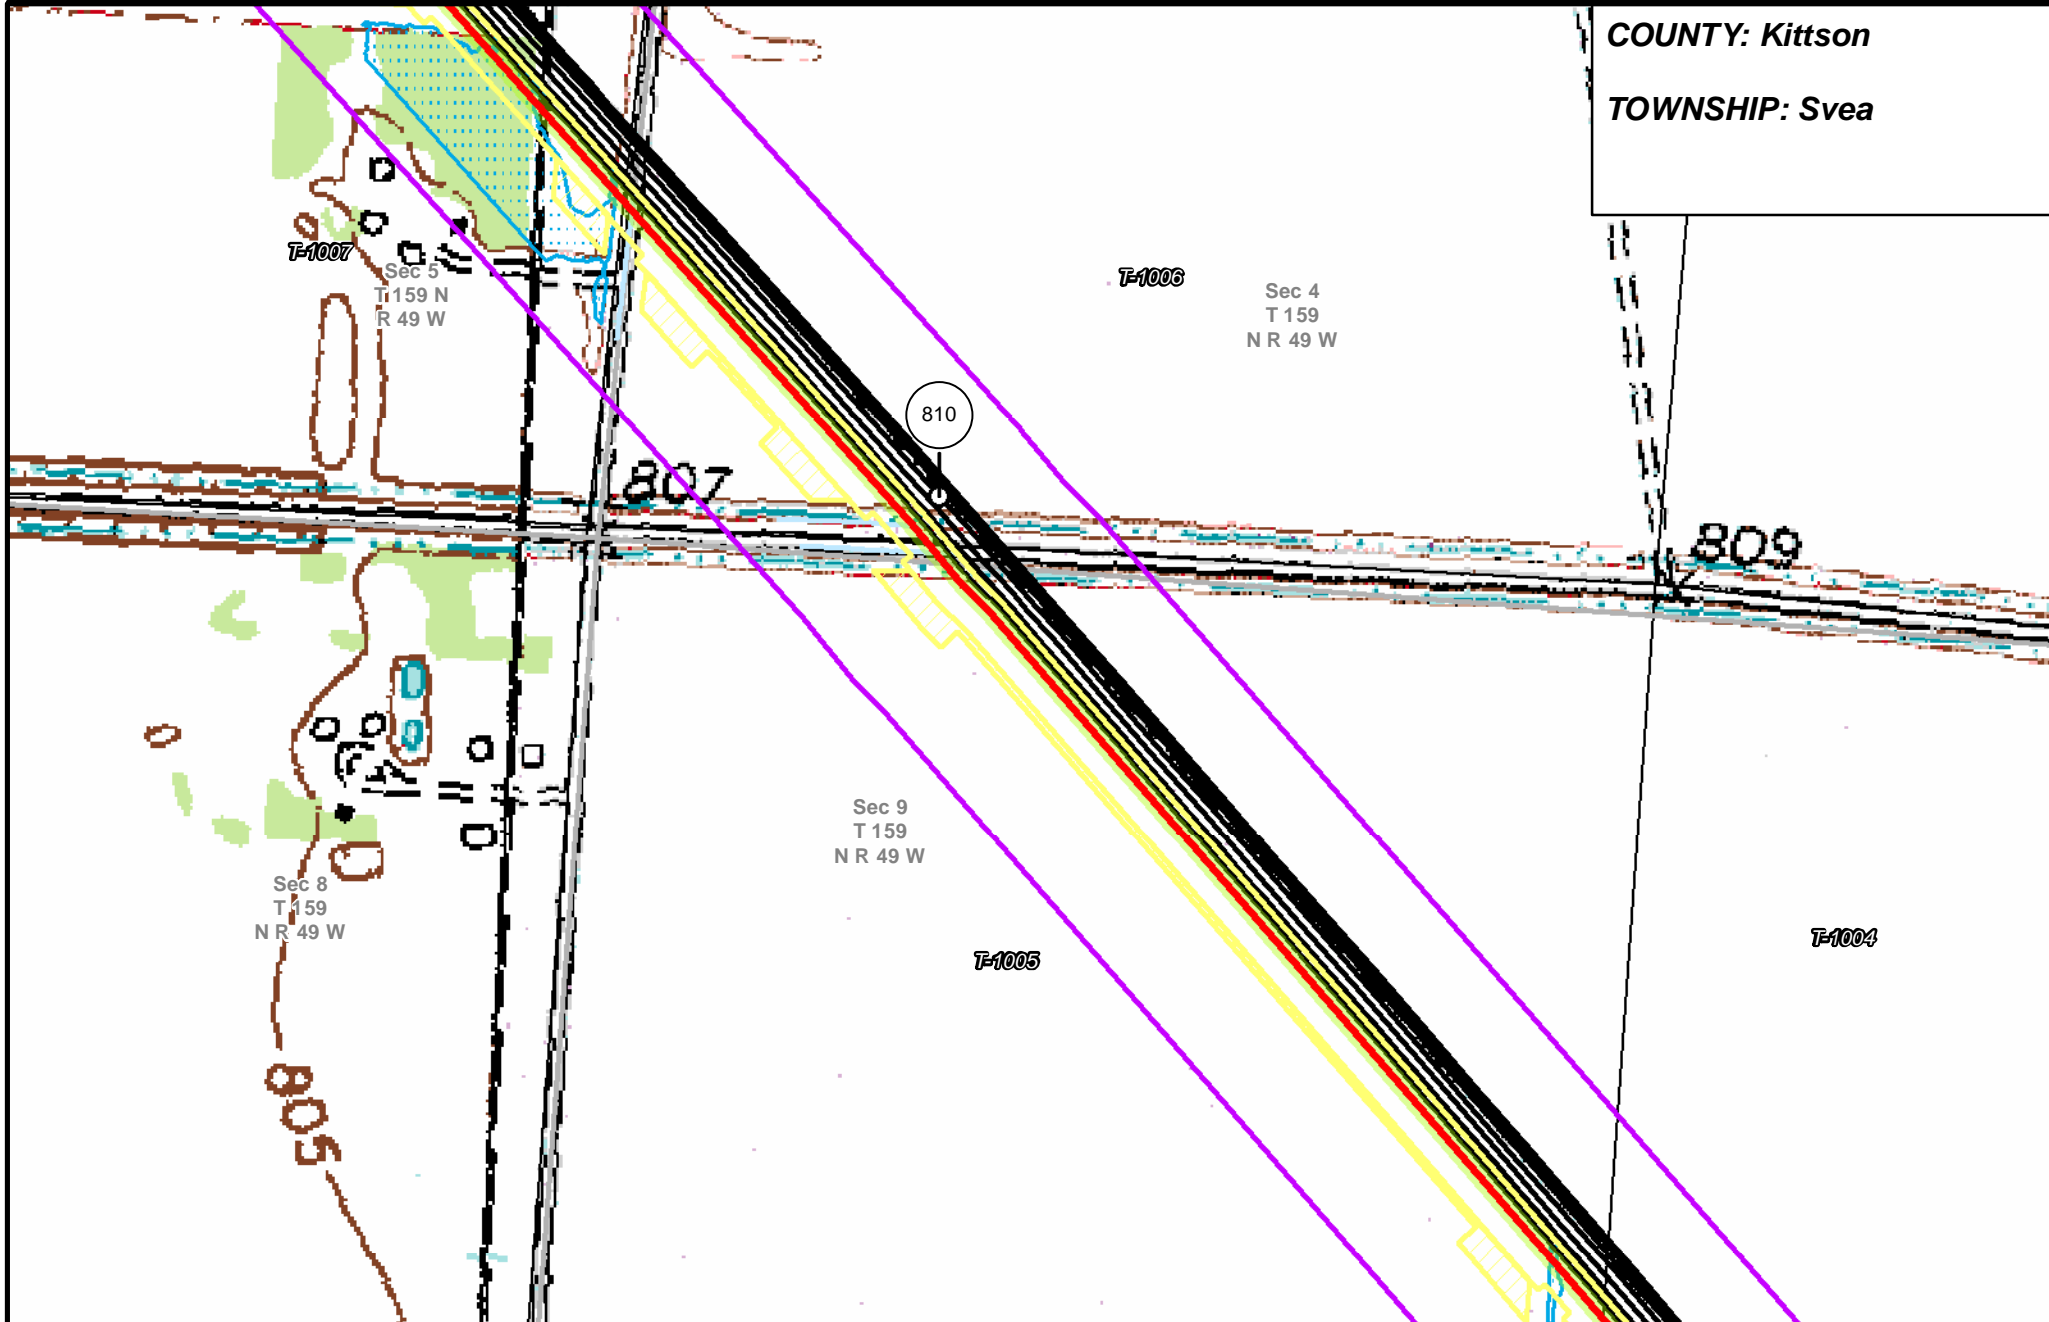 COUNTY: Kittson
TOWNSHIP: Svea
T-1007
Sec 5
T 159 N
R 49 W
T-1006
Sec 4
T 159
N R 49 W
810
807
809
Sec 9
T 159
N R 49 W
Sec 8
T 159
N R 49 W
T-1005
T-1004
805